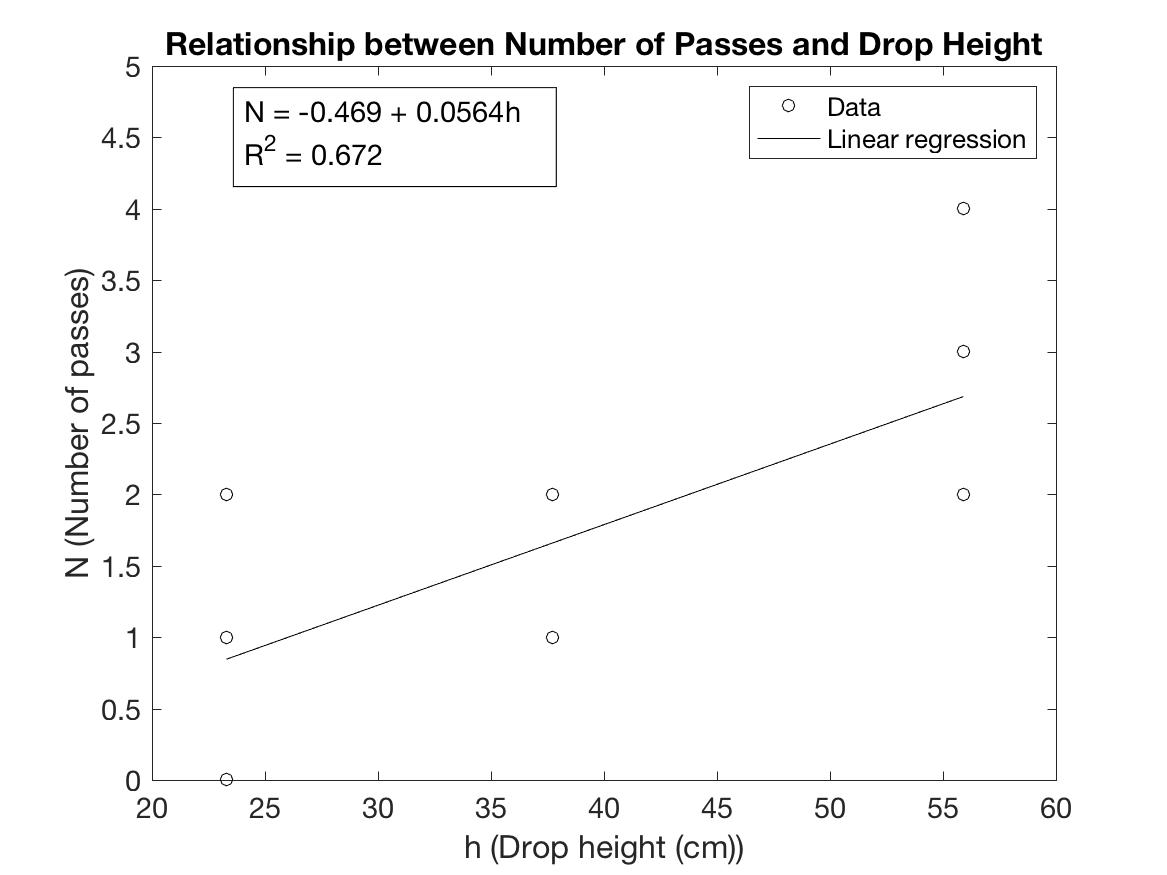 Relationship between Number of Passes and Drop Height
N = -0.469 + 0.0564h
R² = 0.672
Data
Linear regression
N (Number of passes)
5
4.5
4
3.5
3
2.5
2
1.5
1
0.5
0
20 25 30 35 40 45 50 55 60
h (Drop height (cm))